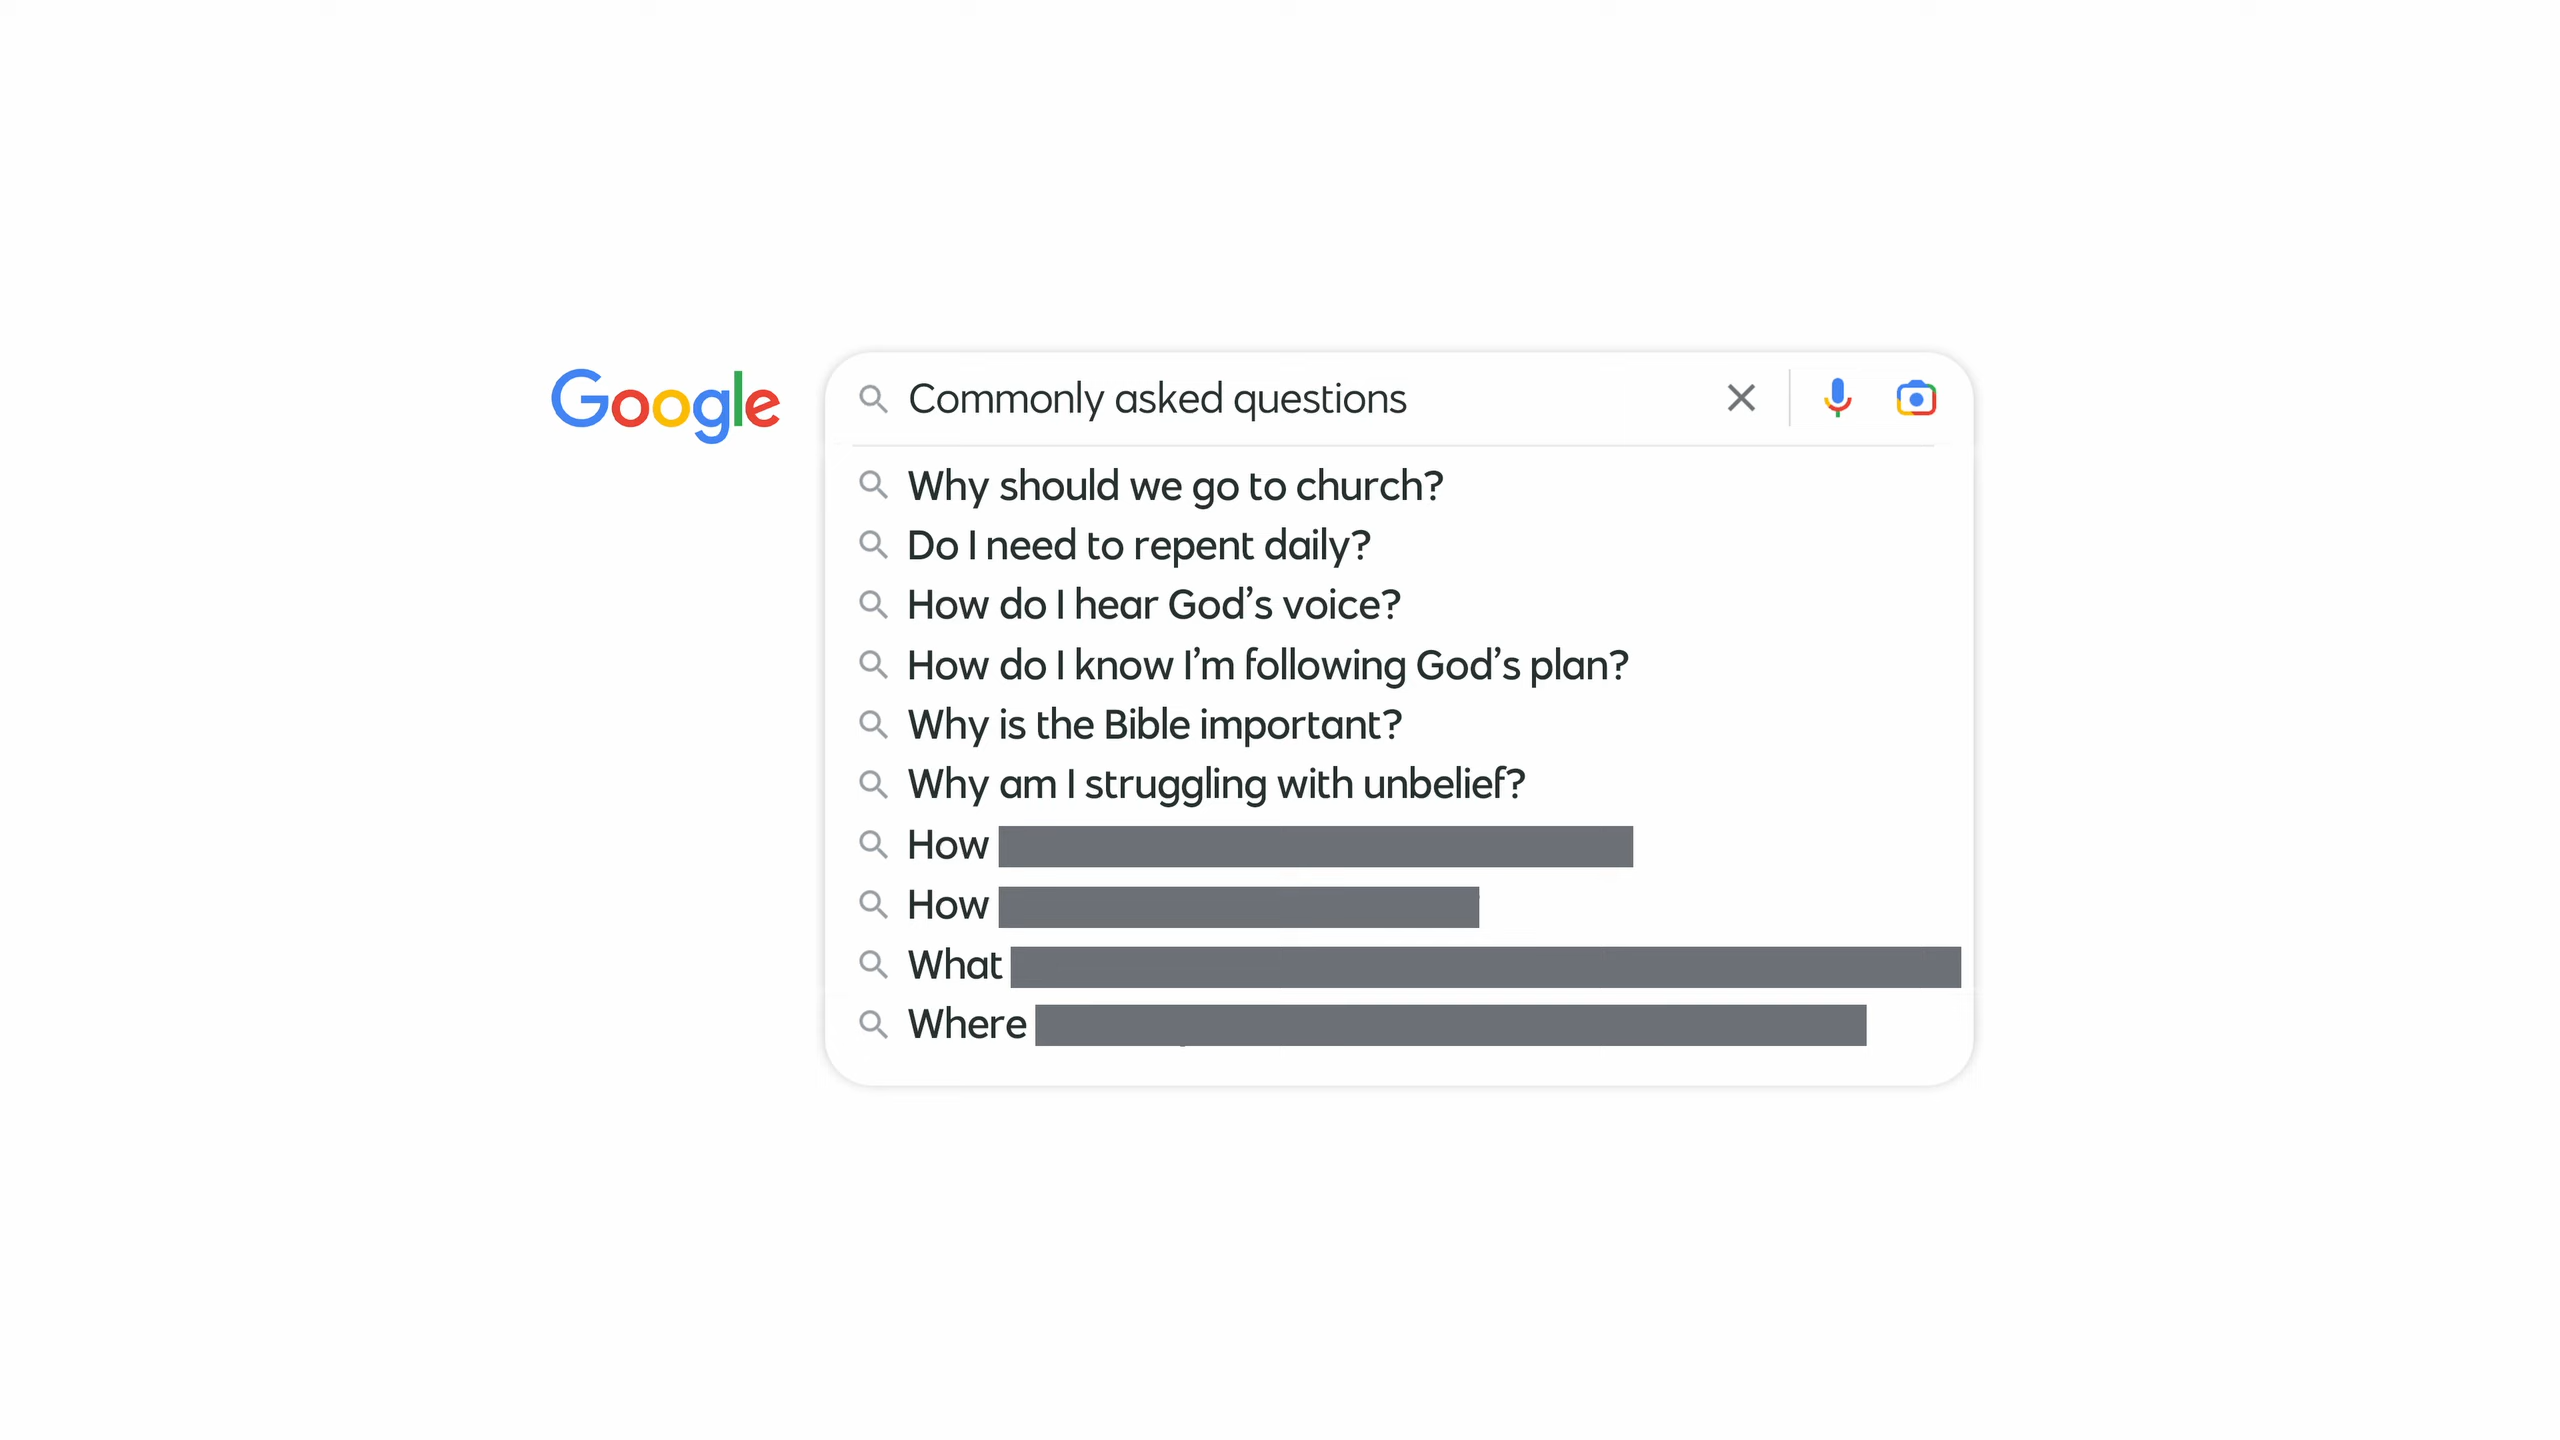 Google
Commonly asked questions
Why should we go to church?
Do I need to repent daily?
How do I hear God’s voice?
How do I know I’m following God’s plan?
Why is the Bible important?
Why am I struggling with unbelief?
How
How
What
Where